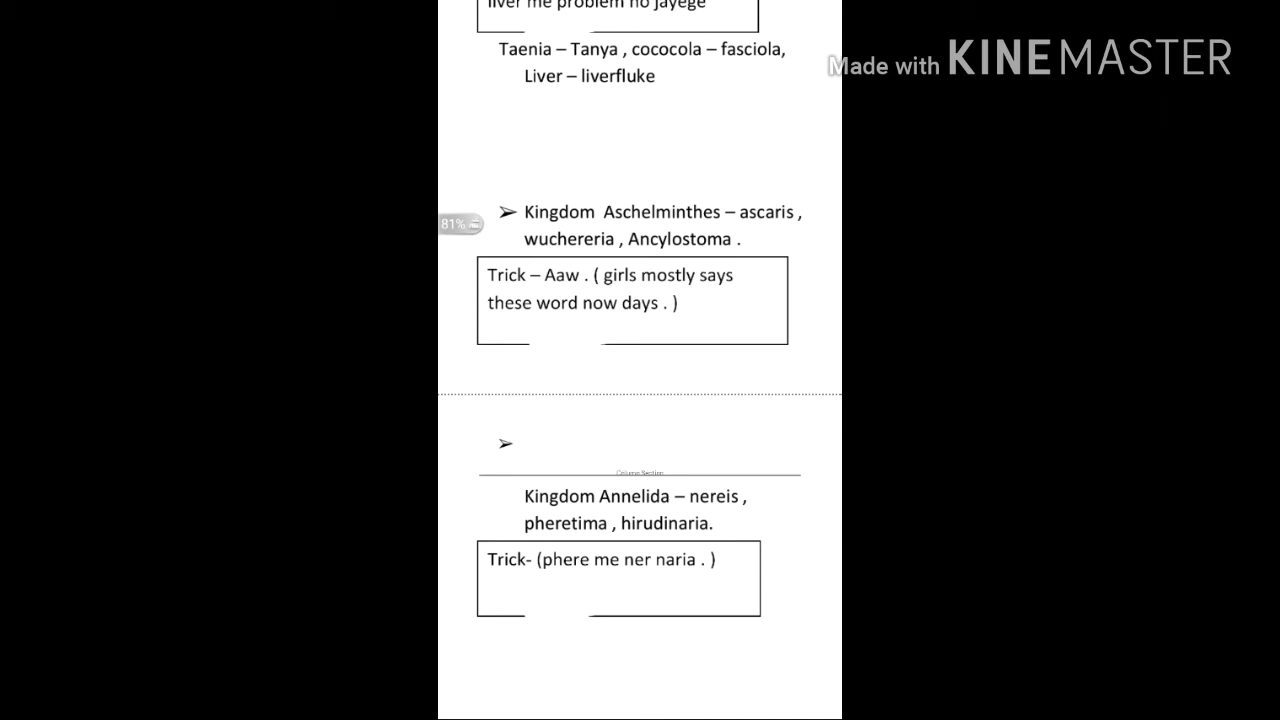 liver me problem ho jayege
Taenia – Tanya , cococola – fasciola,
Liver – liverfluke
Made with KINEMASTER
➢ Kingdom Aschelminthes – ascaris ,
81%
wuchereria , Ancylostoma .
Trick – Aaw . ( girls mostly says
these word now days . )
➢
Column Section
Kingdom Annelida – nereis ,
pheretima , hirudinaria.
Trick- (phere me ner naria . )